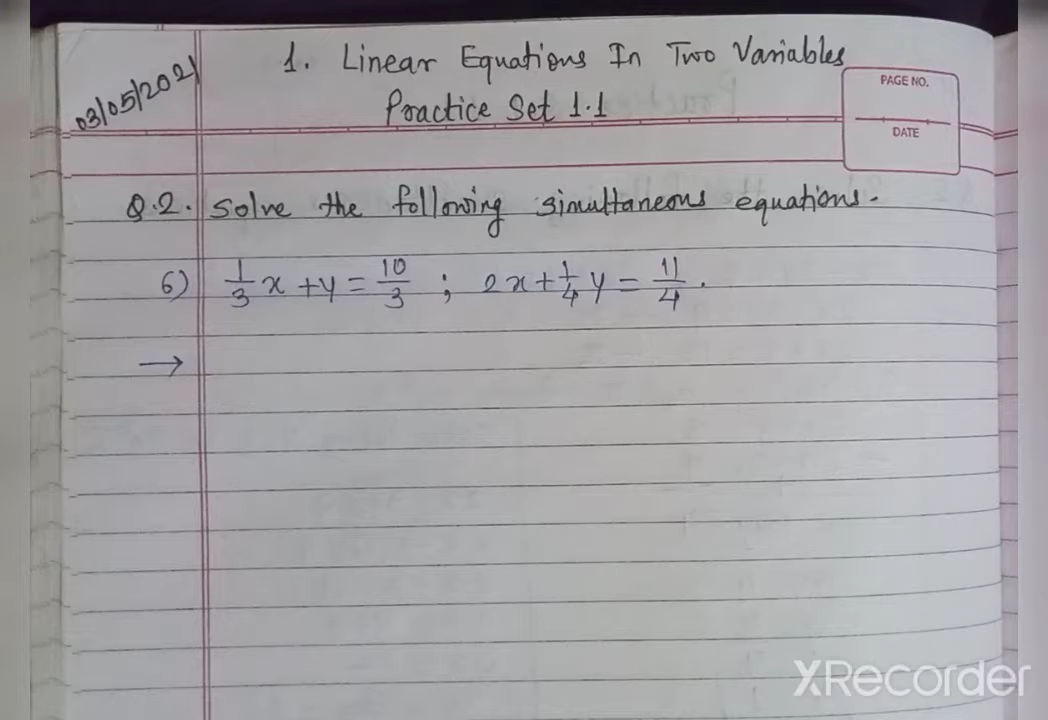 03/05/2021
1. Linear Equations In Two Variables
Practice Set 1.1
PAGE NO.
DATE
Q.2. Solve the following simultaneous equations.
6) 1/3 x + y = 10/3 ; 2x + 1/4 y = 11/4.
→
XRecorder